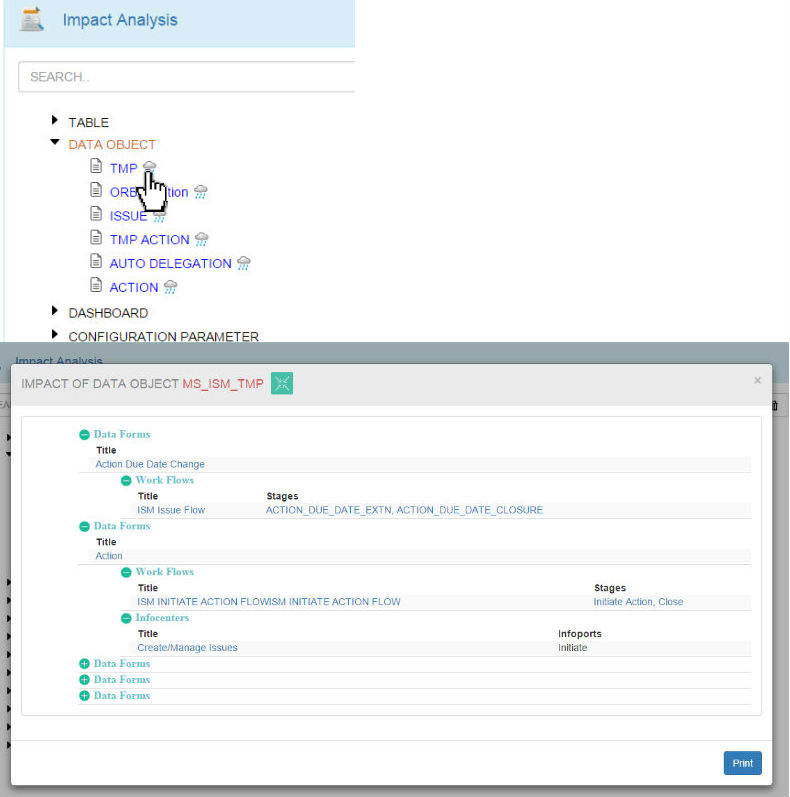 Impact Analysis
SEARCH..
TABLE
DATA OBJECT
TMP
ORB tion
ISSUE
TMP ACTION
AUTO DELEGATION
ACTION
DASHBOARD
CONFIGURATION PARAMETER
Impact Analysis
IMPACT OF DATA OBJECT MS_ISM_TMP ×
Data Forms
Title
Action Due Date Change
Work Flows
Title Stages
ISM Issue Flow ACTION_DUE_DATE_EXTN, ACTION_DUE_DATE_CLOSURE
Data Forms
Title
Action
Work Flows
Title Stages
ISM INITIATE ACTION FLOWISM INITIATE ACTION FLOW Initiate Action, Close
Infocenters
Title Infoports
Create/Manage Issues Initiate
Data Forms
Data Forms
Data Forms
Print